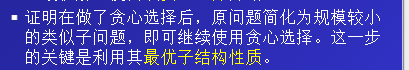 ▪ 证明在做了贪心选择后，原问题简化为规模较小
的类似子问题，即可继续使用贪心选择。这一步
的关键是利用其最优子结构性质。